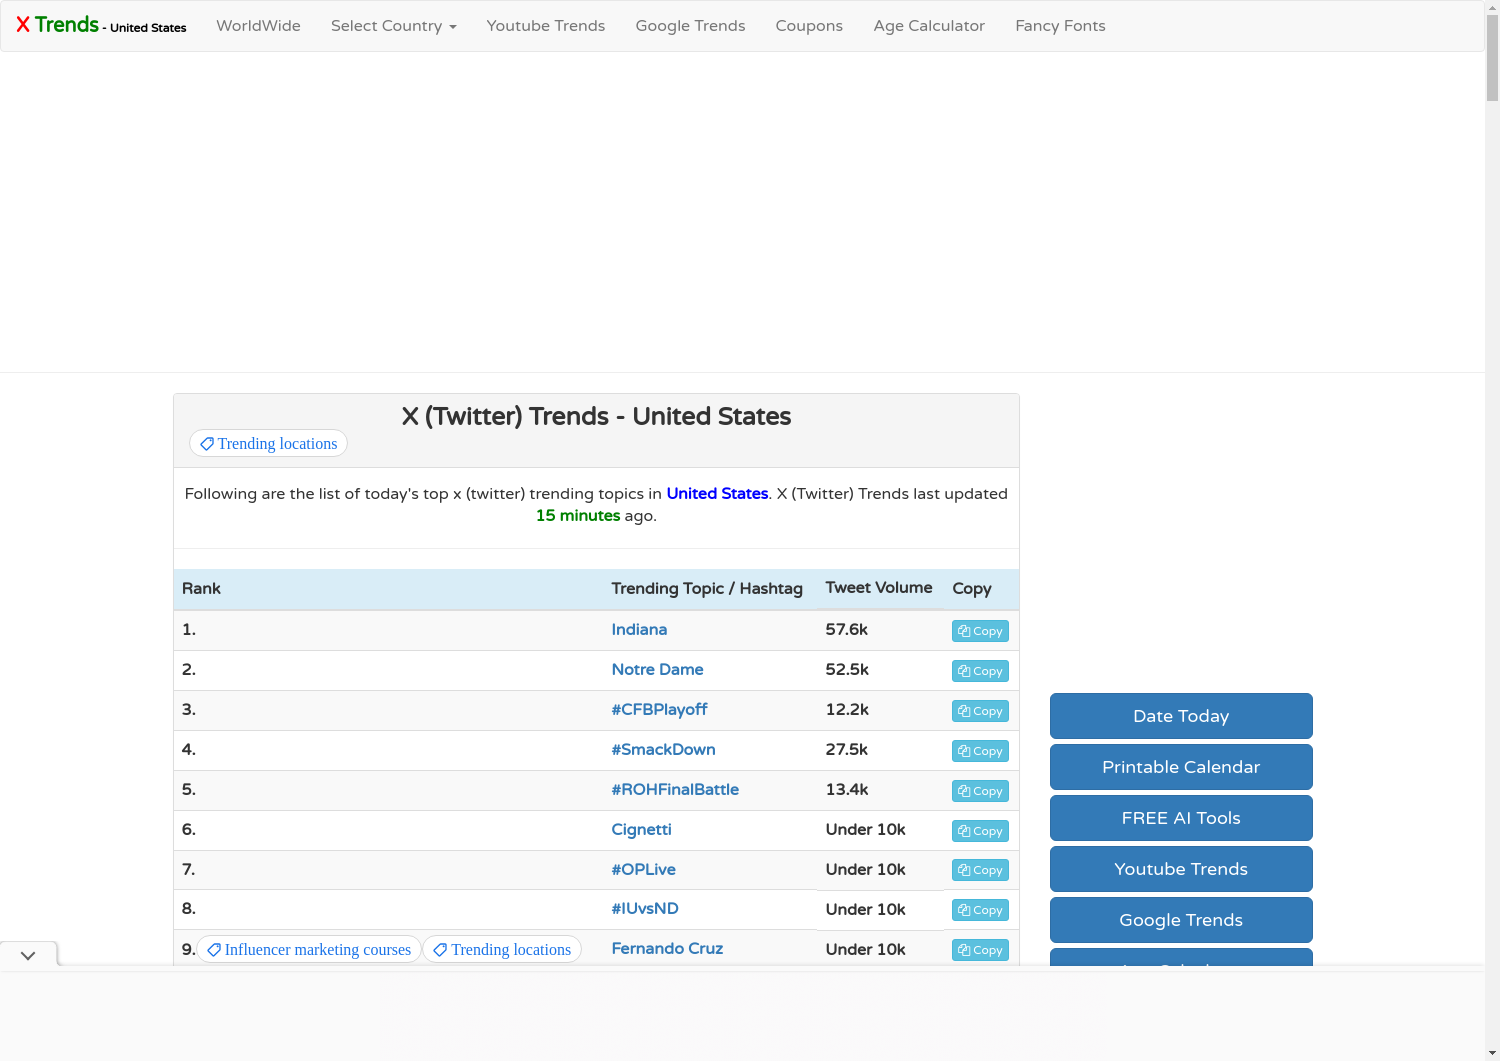 X Trends - United States WorldWide Select Country Youtube Trends Google Trends Coupons Age Calculator Fancy Fonts
X (Twitter) Trends - United States
Trending locations
Following are the list of today's top x (twitter) trending topics in United States. X (Twitter) Trends last updated
15 minutes ago.
Rank Trending Topic / Hashtag Tweet Volume Copy
1. Indiana 57.6k Copy
2. Notre Dame 52.5k Copy
3. #CFBPlayoff 12.2k Copy
4. #SmackDown 27.5k Copy
5. #ROHFinalBattle 13.4k Copy
6. Cignetti Under 10k Copy
7. #OPLive Under 10k Copy
8. #IUvsND Under 10k Copy
9. Influencer marketing courses Trending locations Fernando Cruz Under 10k Copy
Date Today
Printable Calendar
FREE AI Tools
Youtube Trends
Google Trends